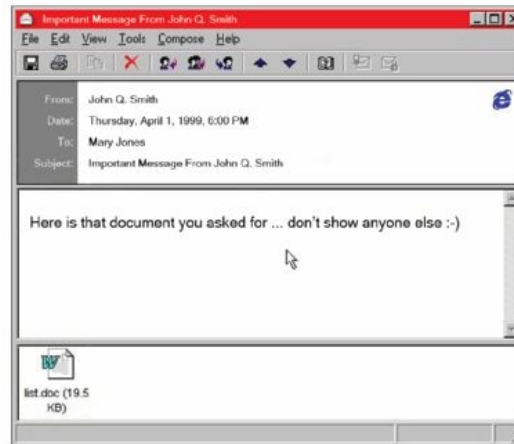 Important Message From John Q. Smith
File Edit View Tools Compose Help
From: John Q. Smith
Date: Thursday, April 1, 1999, 6:00 PM
To: Mary Jones
Subject: Important Message From John Q. Smith
Here is that document you asked for ... don't show anyone else :-)
list.doc (19.5
KB)